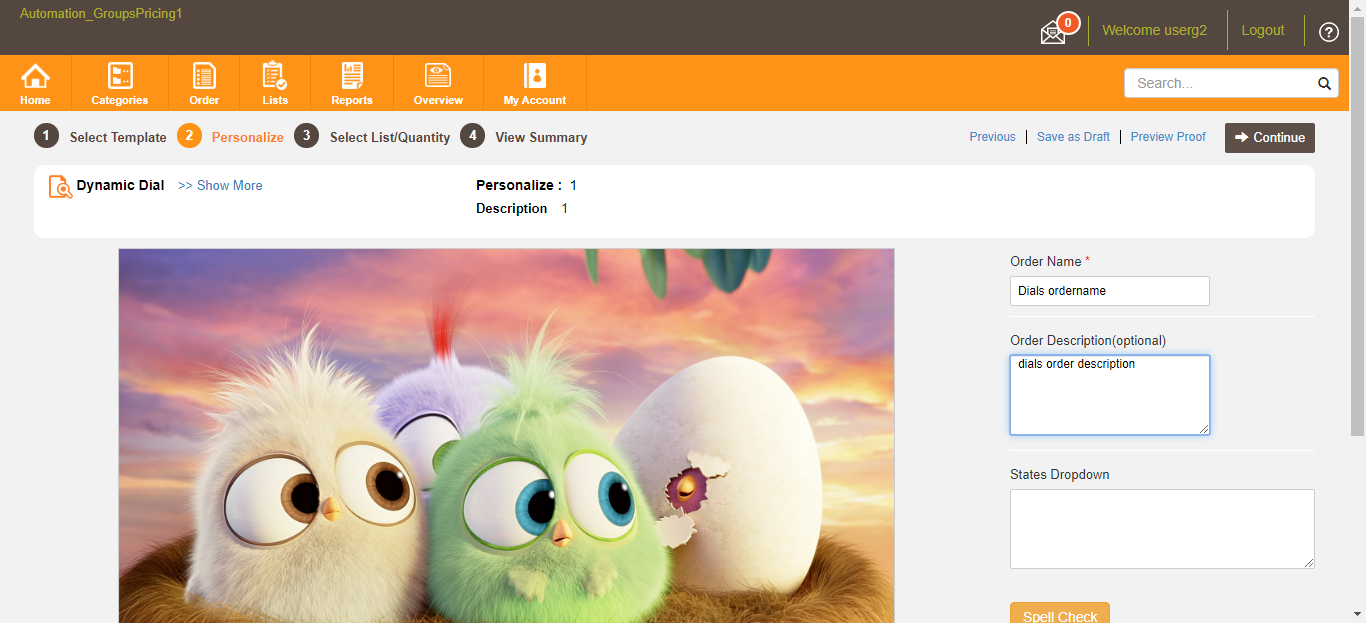 Automation_GroupsPricing1
0
Welcome userg2
Logout
?
Home
Categories
Order
Lists
Reports
Overview
My Account
Search...
1 Select Template
2 Personalize
3 Select List/Quantity
4 View Summary
Previous
Save as Draft
Preview Proof
Continue
Dynamic Dial
>> Show More
Personalize : 1
Description 1
Order Name *
Dials ordername
Order Description(optional)
dials order description
States Dropdown
Spell Check